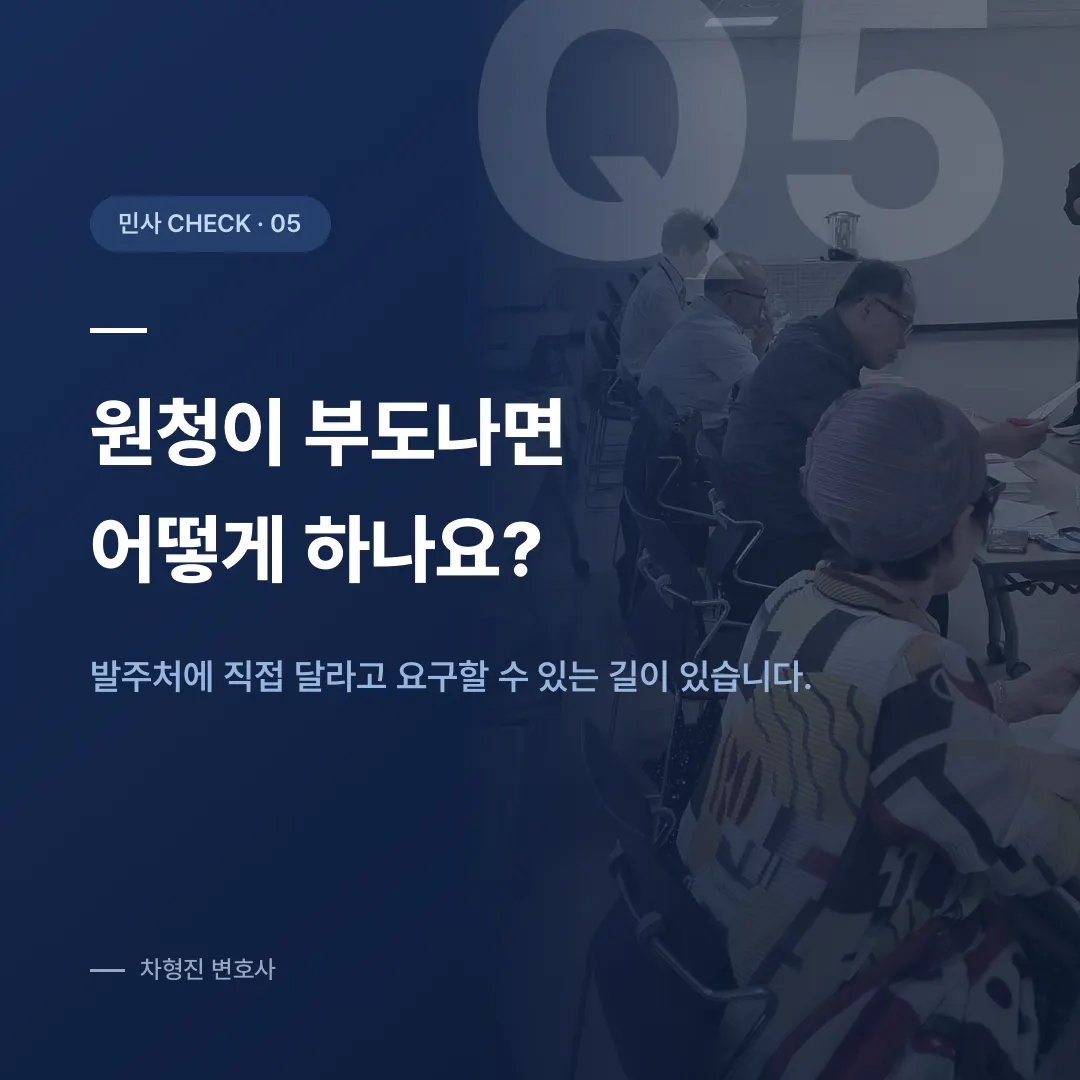 Q5
민사 CHECK · 05
원청이 부도나면
어떻게 하나요?
발주처에 직접 달라고 요구할 수 있는 길이 있습니다.
차형진 변호사